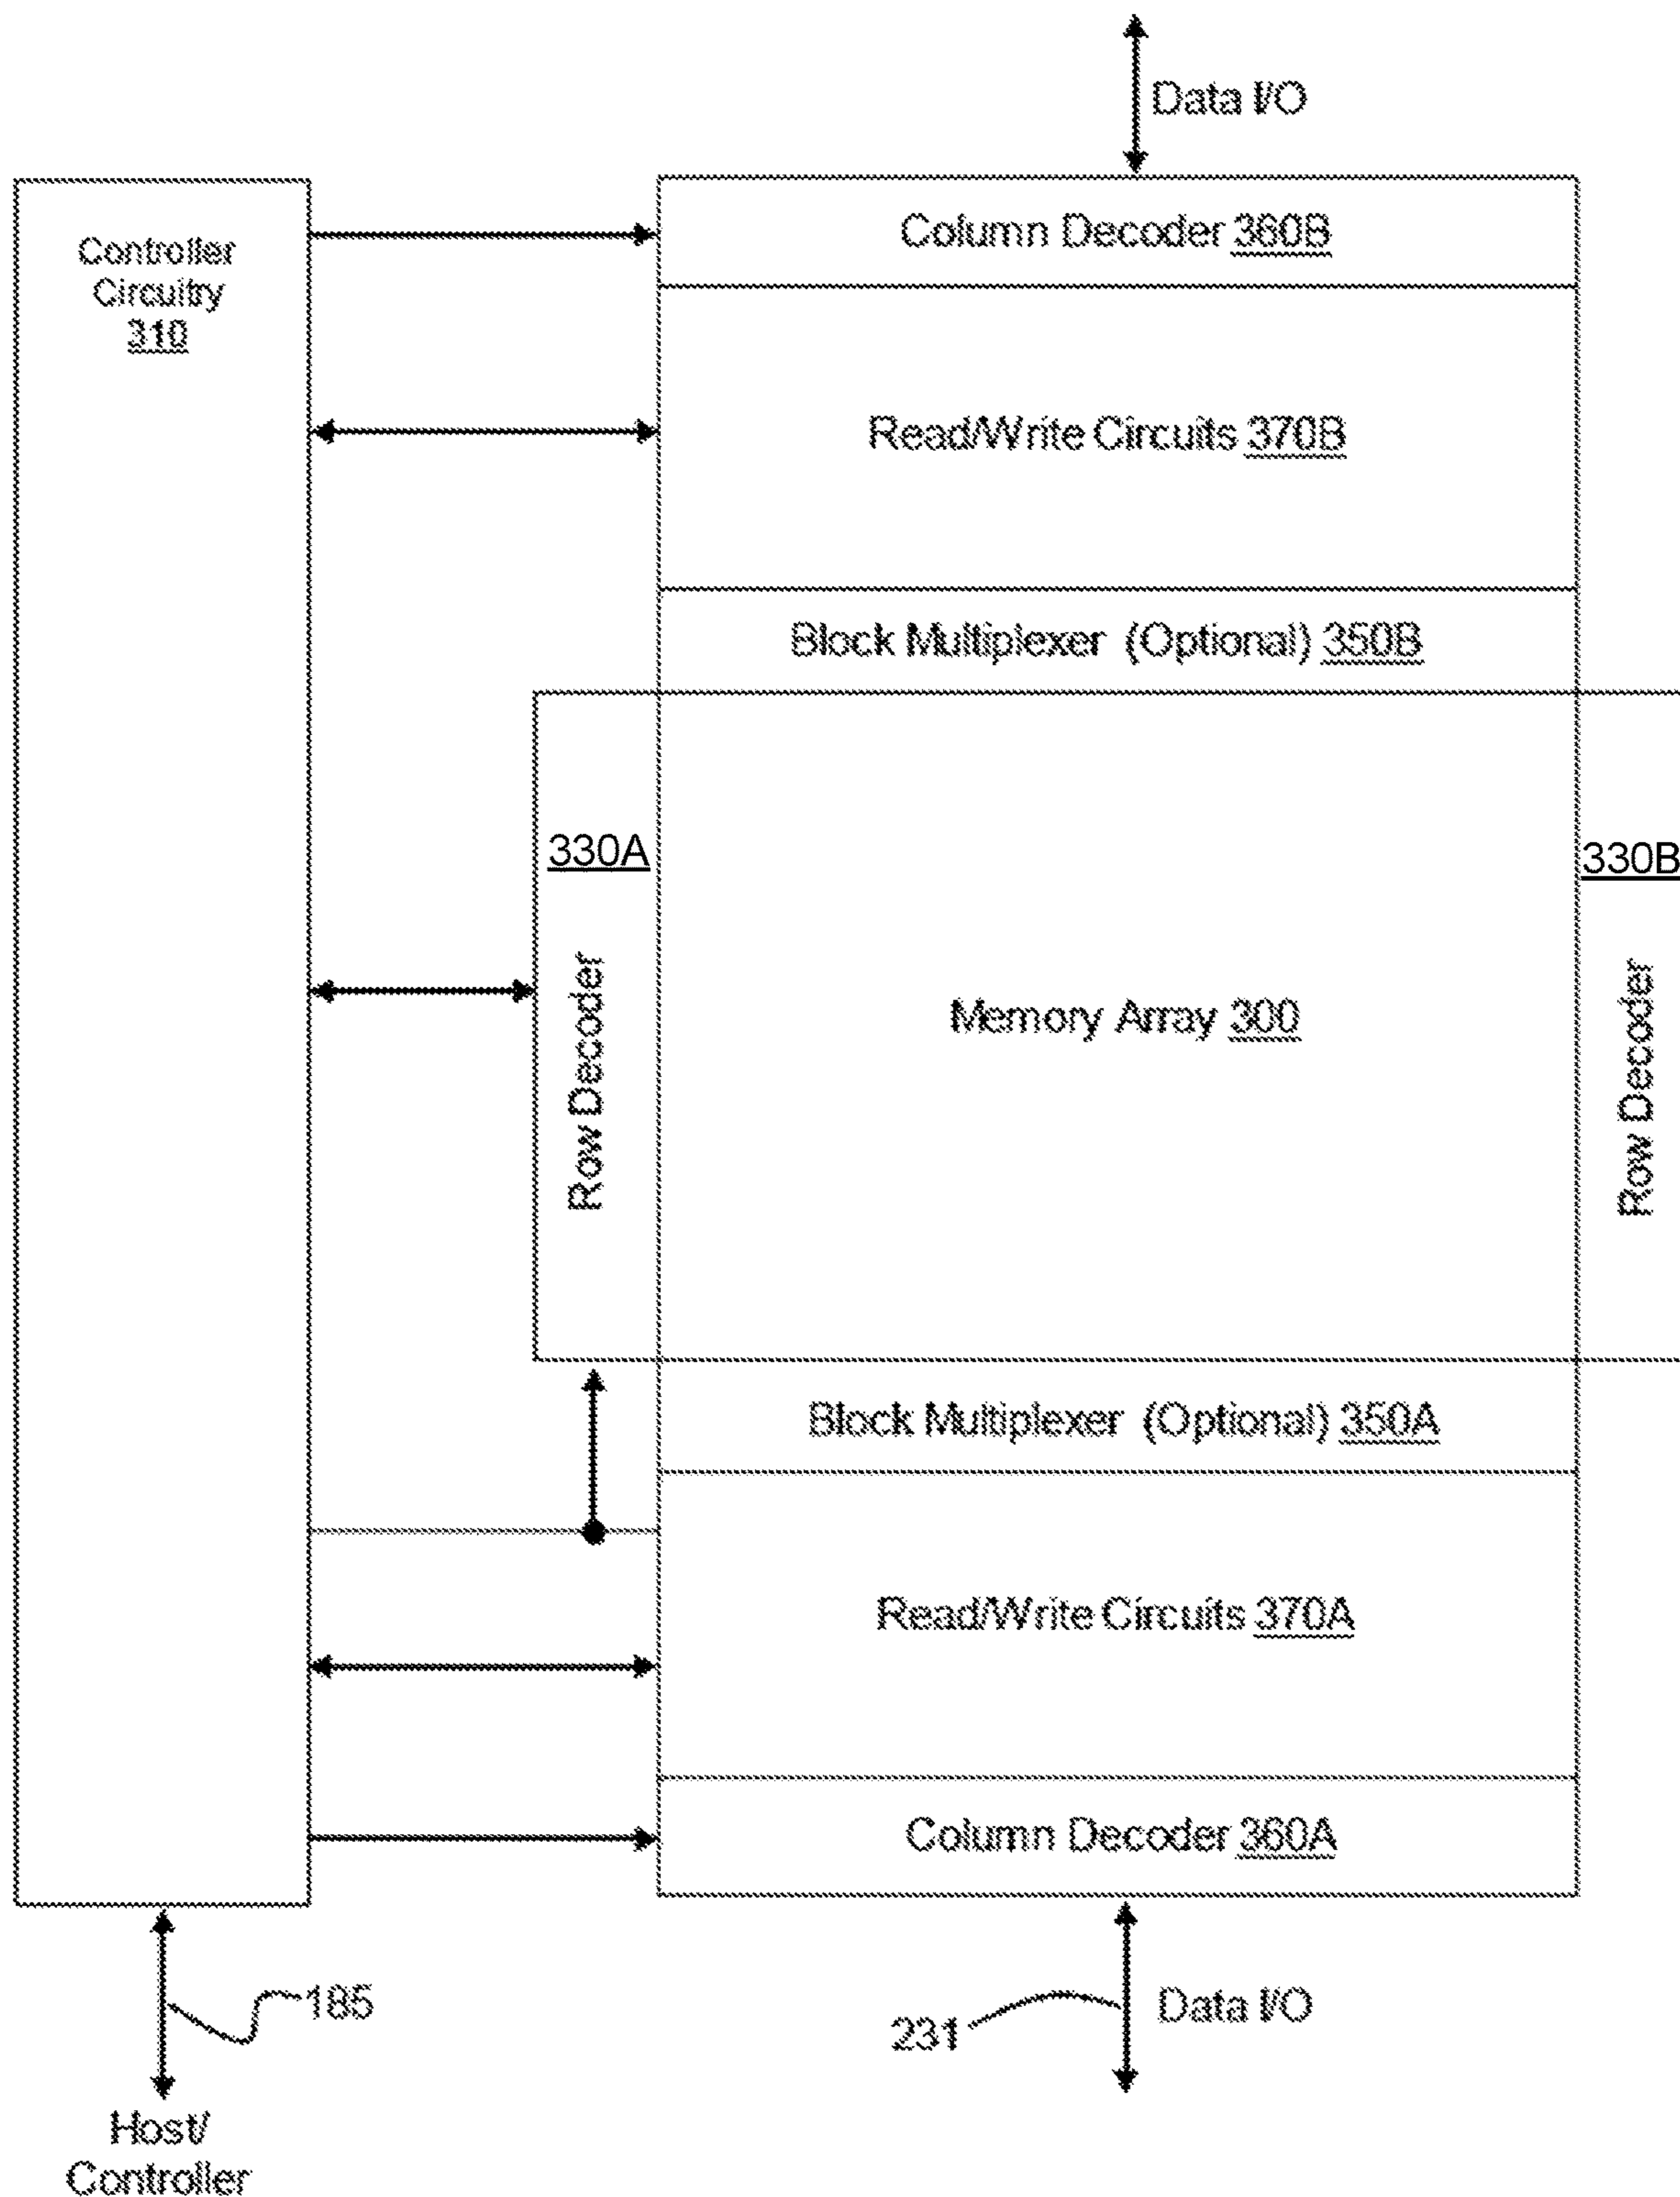 Data I/O
Controller
Circuitry
310
Column Decoder 360B
Read/Write Circuits 370B
Block Multiplexer (Optional) 350B
330A
Row Decoder
Memory Array 300
330B
Row Decoder
Block Multiplexer (Optional) 350A
Read/Write Circuits 370A
Column Decoder 360A
185
231
Data I/O
Host/
Controller